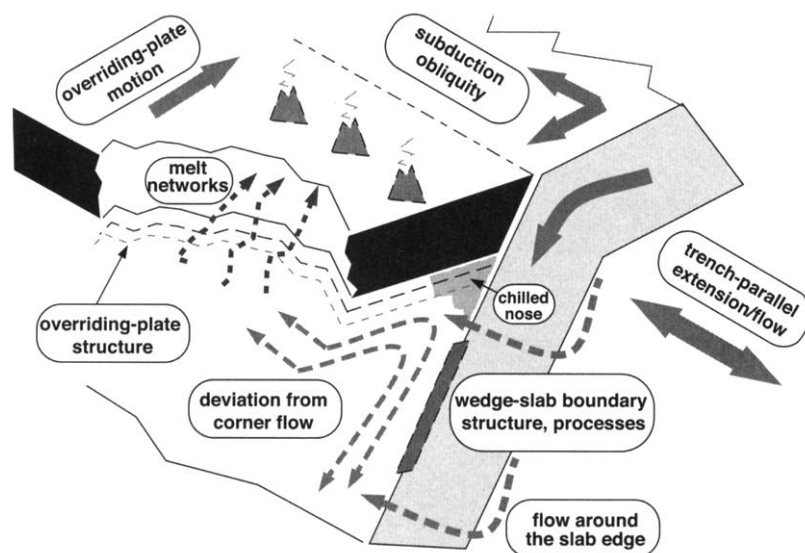 overriding-plate
motion
subduction
obliquity
melt
networks
trench-parallel
extension/flow
chilled
nose
overriding-plate
structure
deviation from
corner flow
wedge-slab boundary
structure, processes
flow around
the slab edge